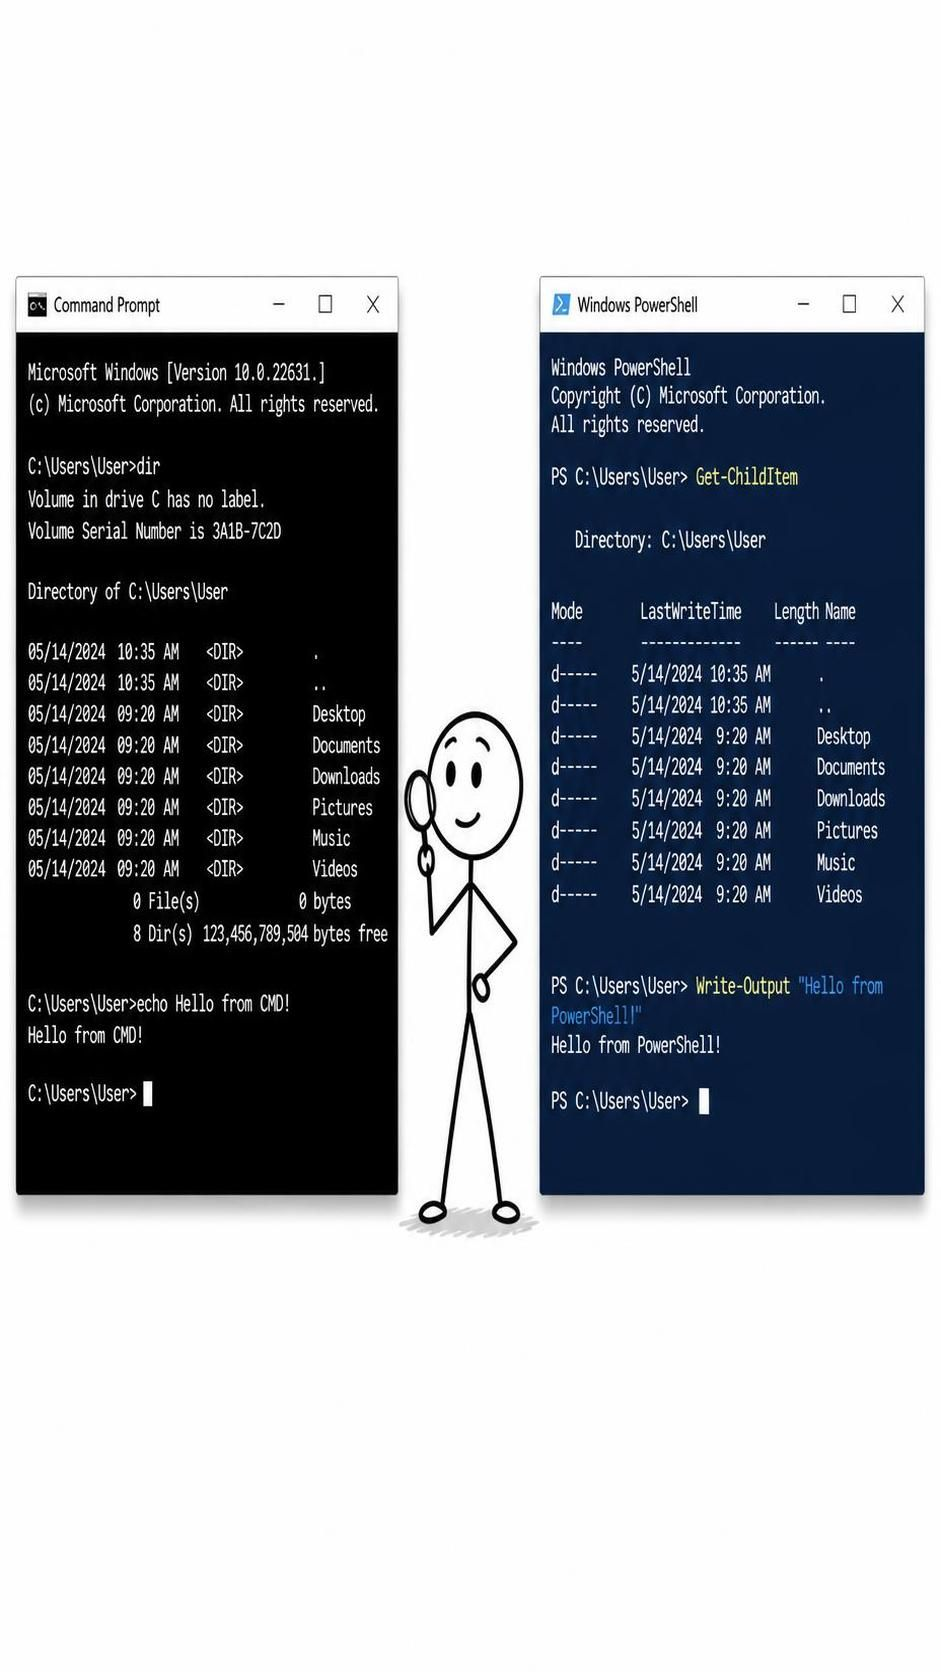 Command Prompt
Microsoft Windows [Version 10.0.22631.]
(c) Microsoft Corporation. All rights reserved.
C:\Users\User>dir
Volume in drive C has no label.
Volume Serial Number is 3A1B-7C2D
Directory of C:\Users\User
05/14/2024 10:35 AM <DIR> .
05/14/2024 10:35 AM <DIR> ..
05/14/2024 09:20 AM <DIR> Desktop
05/14/2024 09:20 AM <DIR> Documents
05/14/2024 09:20 AM <DIR> Downloads
05/14/2024 09:20 AM <DIR> Pictures
05/14/2024 09:20 AM <DIR> Music
05/14/2024 09:20 AM <DIR> Videos
0 File(s) 0 bytes
8 Dir(s) 123,456,789,504 bytes free
C:\Users\User>echo Hello from CMD!
Hello from CMD!
C:\Users\User>
Windows PowerShell
Windows PowerShell
Copyright (C) Microsoft Corporation.
All rights reserved.
PS C:\Users\User> Get-ChildItem
Directory: C:\Users\User
Mode LastWriteTime Length Name
---- ------------- ------ ----
d----- 5/14/2024 10:35 AM .
d----- 5/14/2024 10:35 AM ..
d----- 5/14/2024 9:20 AM Desktop
d----- 5/14/2024 9:20 AM Documents
d----- 5/14/2024 9:20 AM Downloads
d----- 5/14/2024 9:20 AM Pictures
d----- 5/14/2024 9:20 AM Music
d----- 5/14/2024 9:20 AM Videos
PS C:\Users\User> Write-Output "Hello from
PowerShell!"
Hello from PowerShell!
PS C:\Users\User>